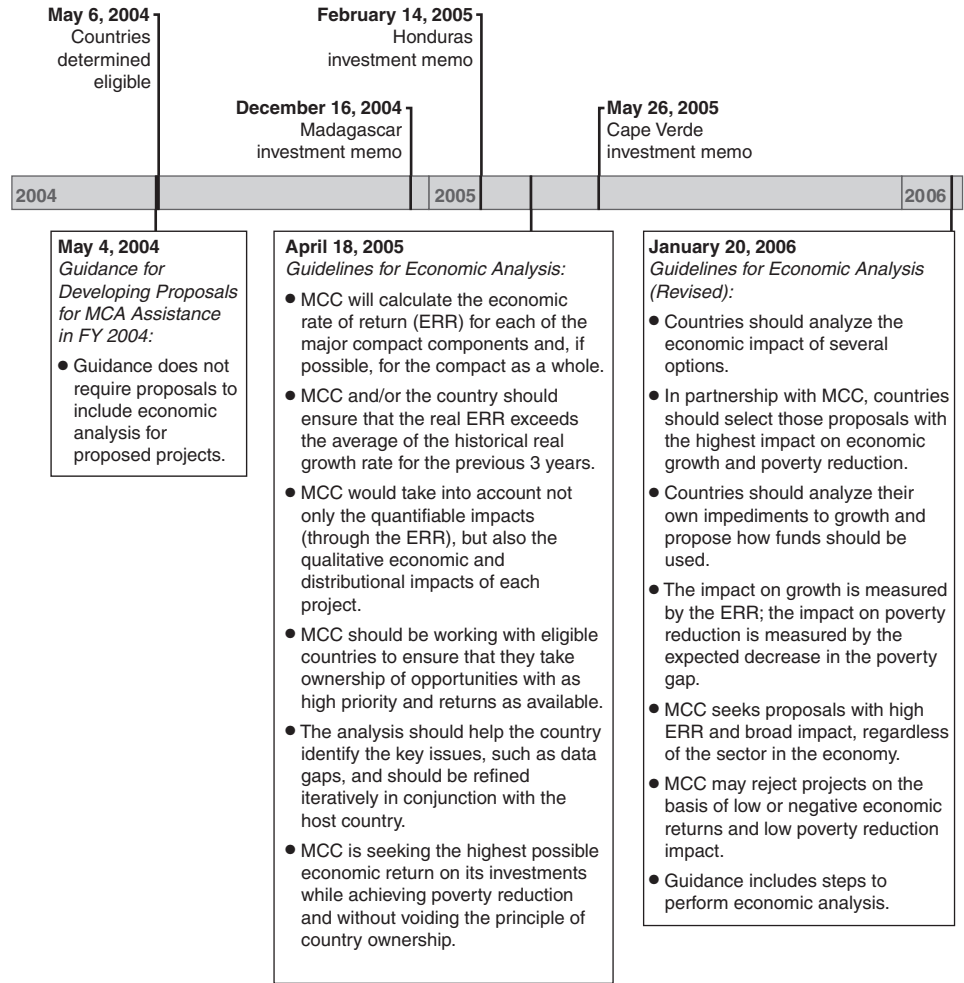 May 6, 2004
Countries
determined
eligible
February 14, 2005
Honduras
investment memo
December 16, 2004
Madagascar
investment memo
May 26, 2005
Cape Verde
investment memo
2004
2005
2006
May 4, 2004
Guidance for
Developing Proposals
for MCA Assistance
in FY 2004:
● Guidance does not
require proposals to
include economic
analysis for
proposed projects.
April 18, 2005
Guidelines for Economic Analysis:
● MCC will calculate the economic
rate of return (ERR) for each of the
major compact components and, if
possible, for the compact as a whole.
● MCC and/or the country should
ensure that the real ERR exceeds
the average of the historical real
growth rate for the previous 3 years.
● MCC would take into account not
only the quantifiable impacts
(through the ERR), but also the
qualitative economic and
distributional impacts of each
project.
● MCC should be working with eligible
countries to ensure that they take
ownership of opportunities with as
high priority and returns as available.
● The analysis should help the country
identify the key issues, such as data
gaps, and should be refined
iteratively in conjunction with the
host country.
● MCC is seeking the highest possible
economic return on its investments
while achieving poverty reduction
and without voiding the principle of
country ownership.
January 20, 2006
Guidelines for Economic Analysis
(Revised):
● Countries should analyze the
economic impact of several
options.
● In partnership with MCC, countries
should select those proposals with
the highest impact on economic
growth and poverty reduction.
● Countries should analyze their
own impediments to growth and
propose how funds should be
used.
● The impact on growth is measured
by the ERR; the impact on poverty
reduction is measured by the
expected decrease in the poverty
gap.
● MCC seeks proposals with high
ERR and broad impact, regardless
of the sector in the economy.
● MCC may reject projects on the
basis of low or negative economic
returns and low poverty reduction
impact.
● Guidance includes steps to
perform economic analysis.